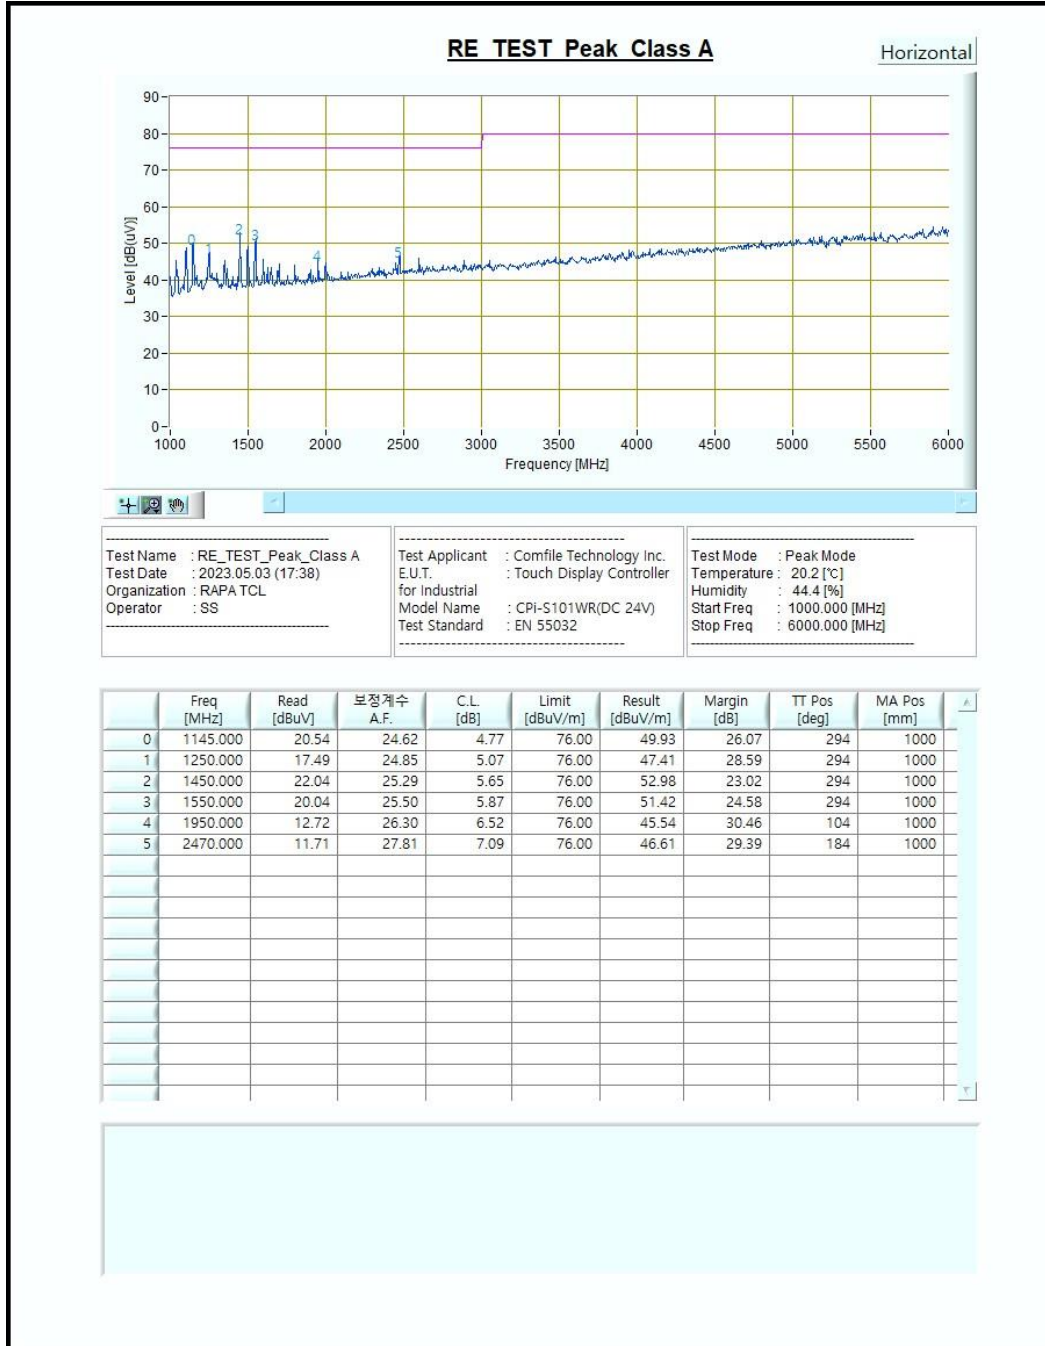 RE_TEST_Peak_Class A
Horizontal
90
80
70
60
50
40
30
20
10
0
Level [dB(uV)]
0
1
2
3
4
5
1000 1500 2000 2500 3000 3500 4000 4500 5000 5500 6000
Frequency [MHz]
Test Name : RE_TEST_Peak_Class A
Test Date : 2023.05.03 (17:38)
Organization : RAPA TCL
Operator : SS
Test Applicant : Comfile Technology Inc.
E.U.T. : Touch Display Controller
for Industrial
Model Name : CPi-S101WR(DC 24V)
Test Standard : EN 55032
Test Mode : Peak Mode
Temperature : 20.2 [℃]
Humidity : 44.4 [%]
Start Freq : 1000.000 [MHz]
Stop Freq : 6000.000 [MHz]
Freq Read 보정계수 C.L. Limit Result Margin TT Pos MA Pos
[MHz] [dBuV] A.F. [dB] [dBuV/m] [dBuV/m] [dB] [deg] [mm]
0 1145.000 20.54 24.62 4.77 76.00 49.93 26.07 294 1000
1 1250.000 17.49 24.85 5.07 76.00 47.41 28.59 294 1000
2 1450.000 22.04 25.29 5.65 76.00 52.98 23.02 294 1000
3 1550.000 20.04 25.50 5.87 76.00 51.42 24.58 294 1000
4 1950.000 12.72 26.30 6.52 76.00 45.54 30.46 104 1000
5 2470.000 11.71 27.81 7.09 76.00 46.61 29.39 184 1000